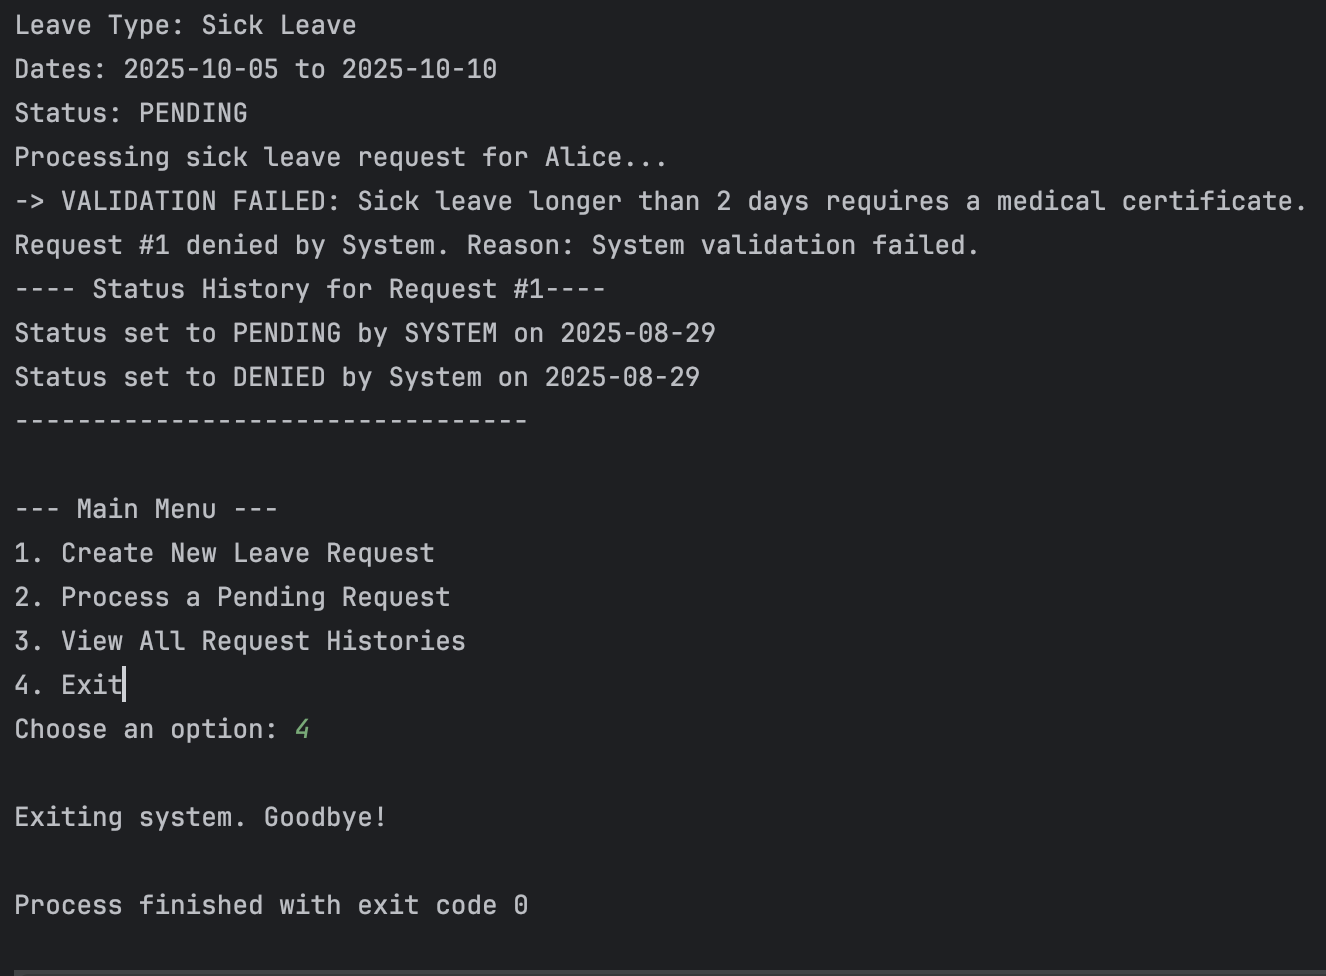 Leave Type: Sick Leave
Dates: 2025-10-05 to 2025-10-10
Status: PENDING
Processing sick leave request for Alice...
-> VALIDATION FAILED: Sick leave longer than 2 days requires a medical certificate.
Request #1 denied by System. Reason: System validation failed.
---- Status History for Request #1----
Status set to PENDING by SYSTEM on 2025-08-29
Status set to DENIED by System on 2025-08-29
---------------------------------
--- Main Menu ---
1. Create New Leave Request
2. Process a Pending Request
3. View All Request Histories
4. Exit
Choose an option: 4
Exiting system. Goodbye!
Process finished with exit code 0